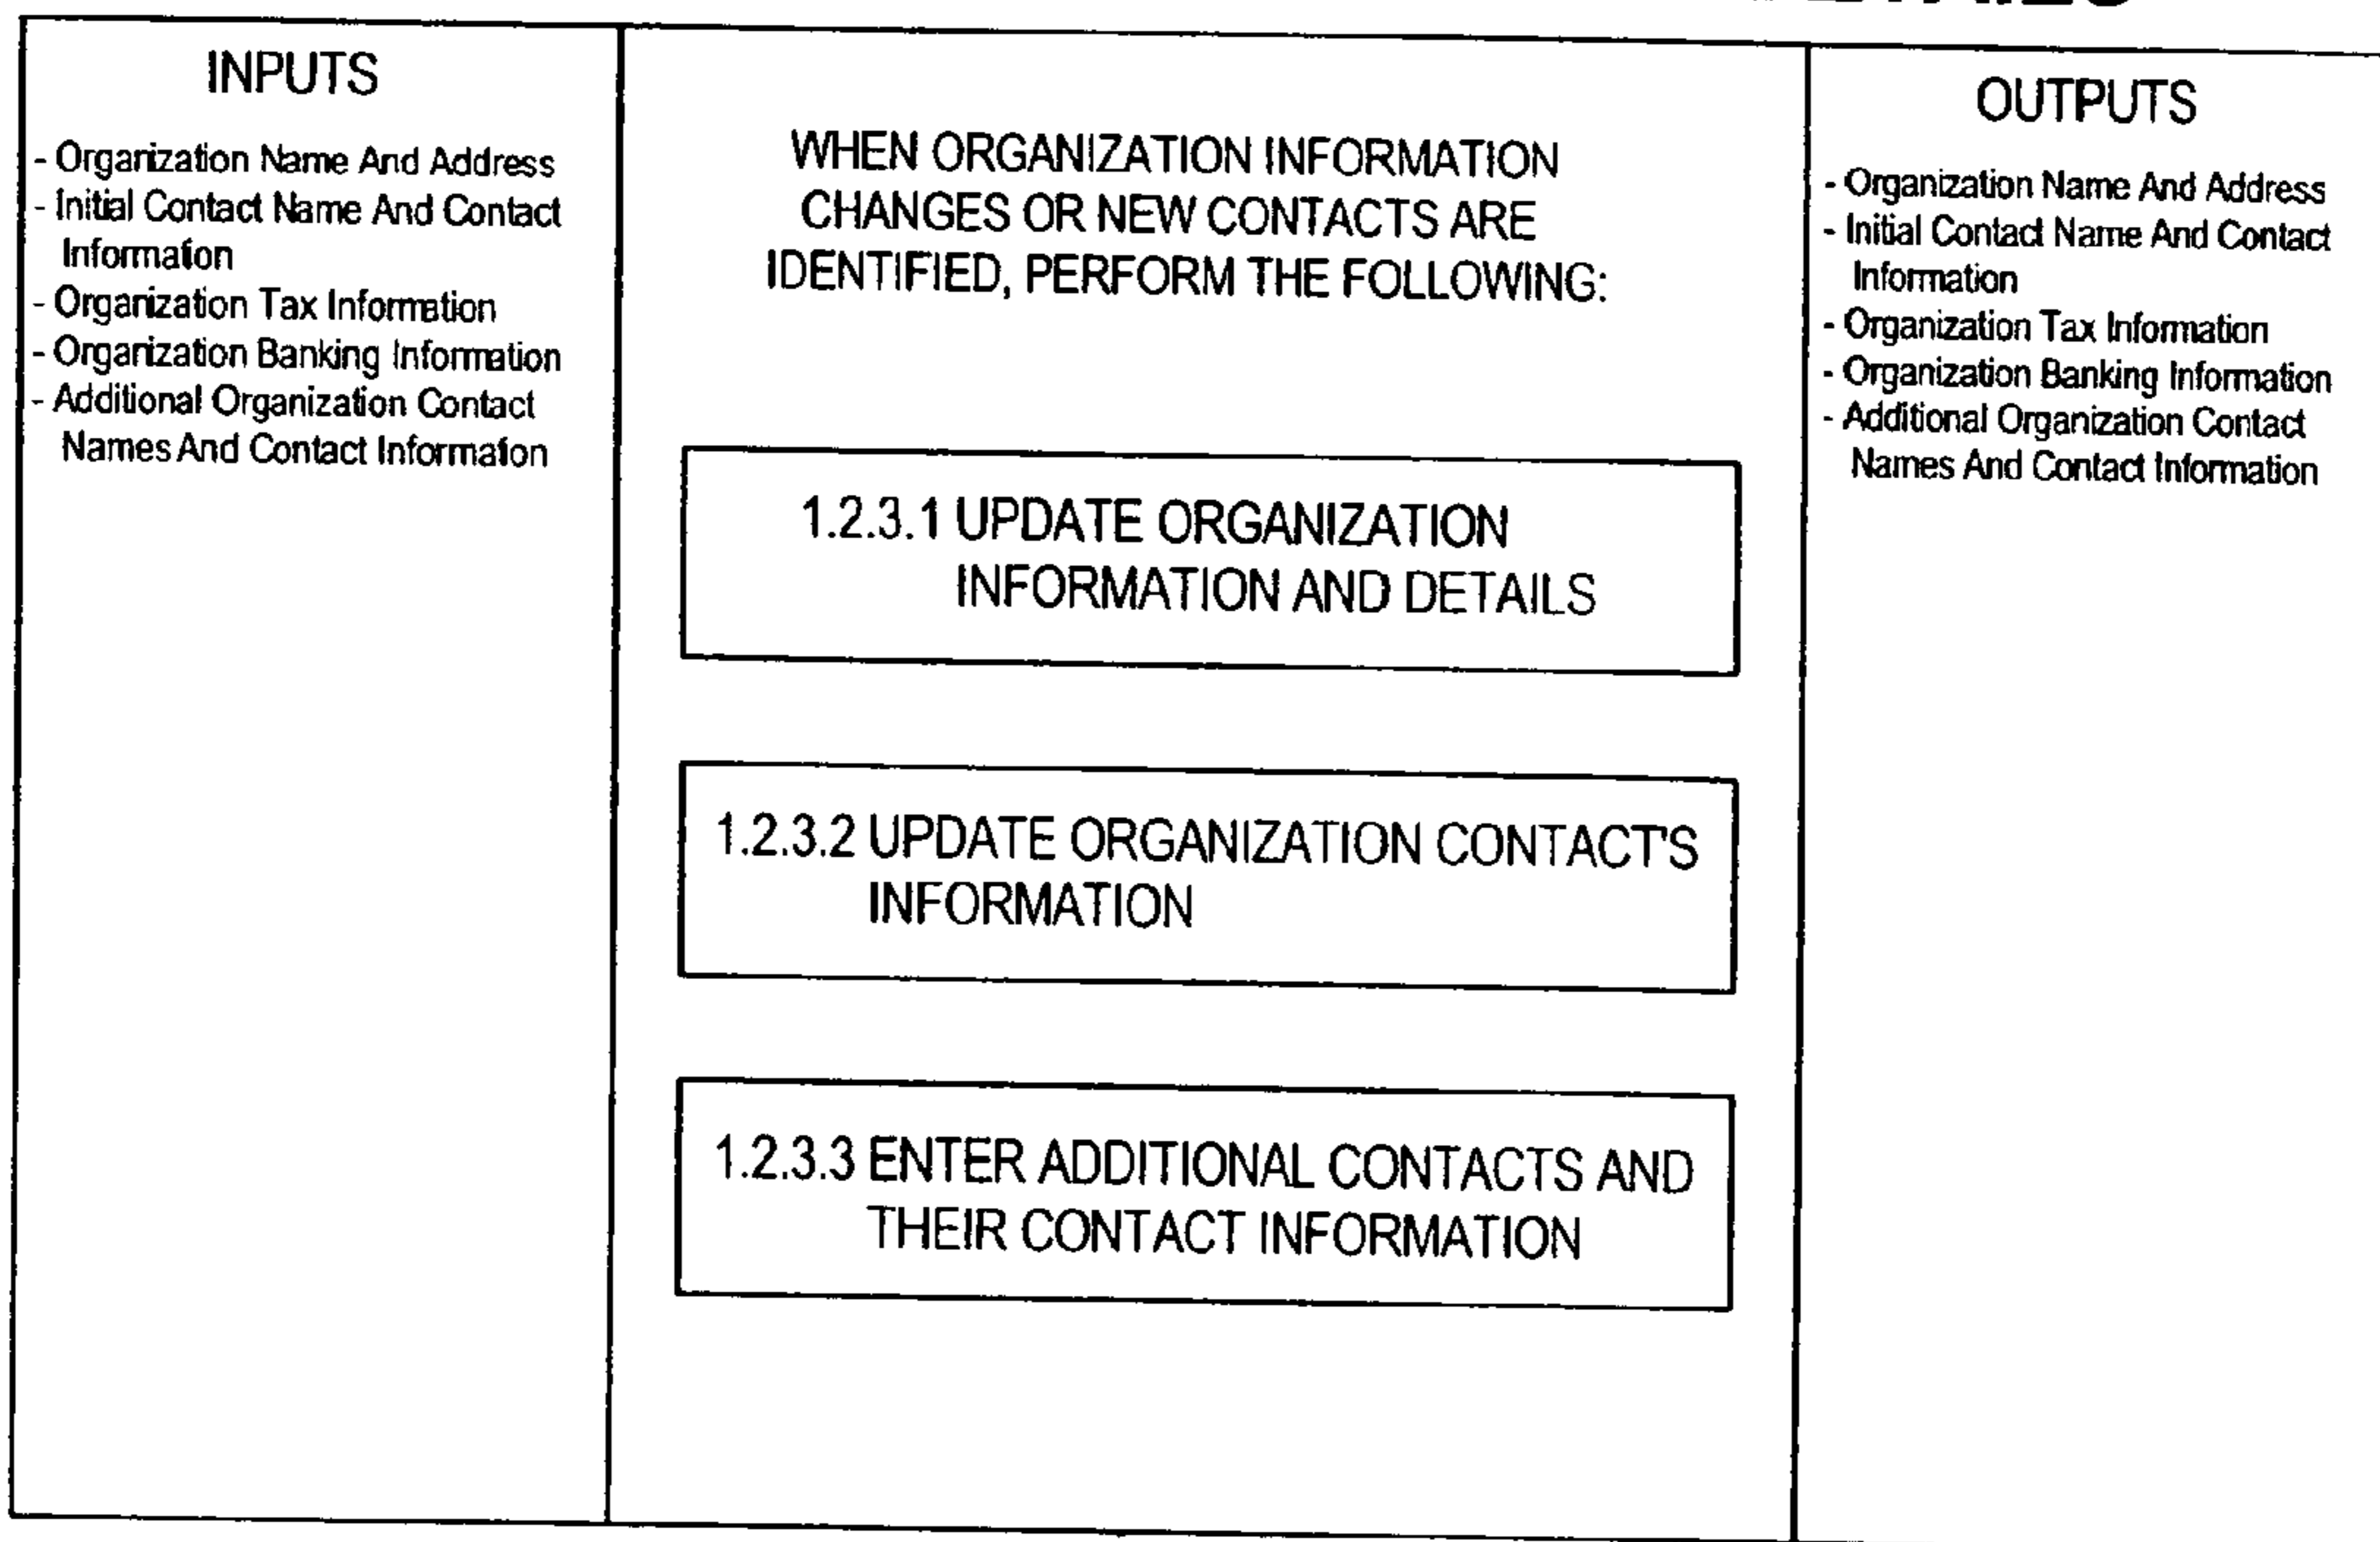 INPUTS
- Organization Name And Address
- Initial Contact Name And Contact
Information
- Organization Tax Information
- Organization Banking Information
- Additional Organization Contact
Names And Contact Information
WHEN ORGANIZATION INFORMATION
CHANGES OR NEW CONTACTS ARE
IDENTIFIED, PERFORM THE FOLLOWING:
1.2.3.1 UPDATE ORGANIZATION
INFORMATION AND DETAILS
1.2.3.2 UPDATE ORGANIZATION CONTACT'S
INFORMATION
1.2.3.3 ENTER ADDITIONAL CONTACTS AND
THEIR CONTACT INFORMATION
OUTPUTS
- Organization Name And Address
- Initial Contact Name And Contact
Information
- Organization Tax Information
- Organization Banking Information
- Additional Organization Contact
Names And Contact Information